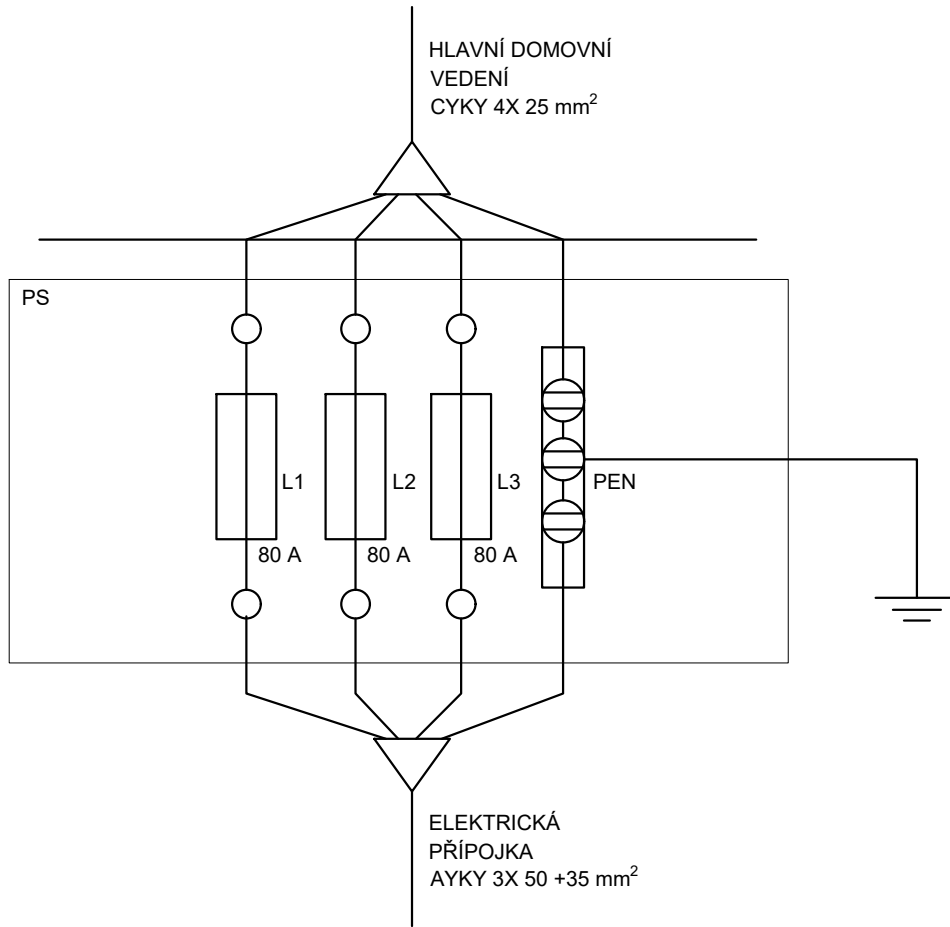 HLAVNÍ DOMOVNÍ
VEDENÍ
CYKY 4X 25 mm²
PS
L1
L2
L3
PEN
80 A
80 A
80 A
ELEKTRICKÁ
PŘÍPOJKA
AYKY 3X 50 +35 mm²